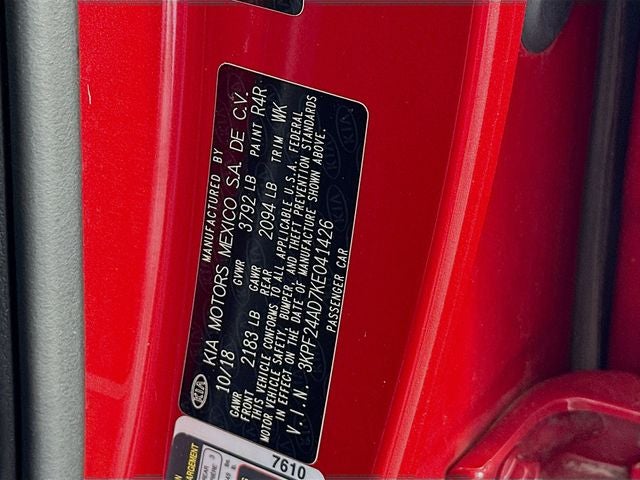 MANUFACTURED BY
KIA KIA MOTORS MEXICO S.A. DE C.V.
10/18 GVWR 3792 LB PAINT R4R
GAWR FRONT 2183 LB GAWR REAR 2094 LB TRIM WK
THIS VEHICLE CONFORMS TO ALL APPLICABLE U.S.A. FEDERAL
MOTOR VEHICLE SAFETY, BUMPER, AND THEFT PREVENTION STANDARDS
IN EFFECT ON THE DATE OF MANUFACTURE SHOWN ABOVE.
V.I.N. 3KPF24AD7KE041426
PASSENGER CAR
7610